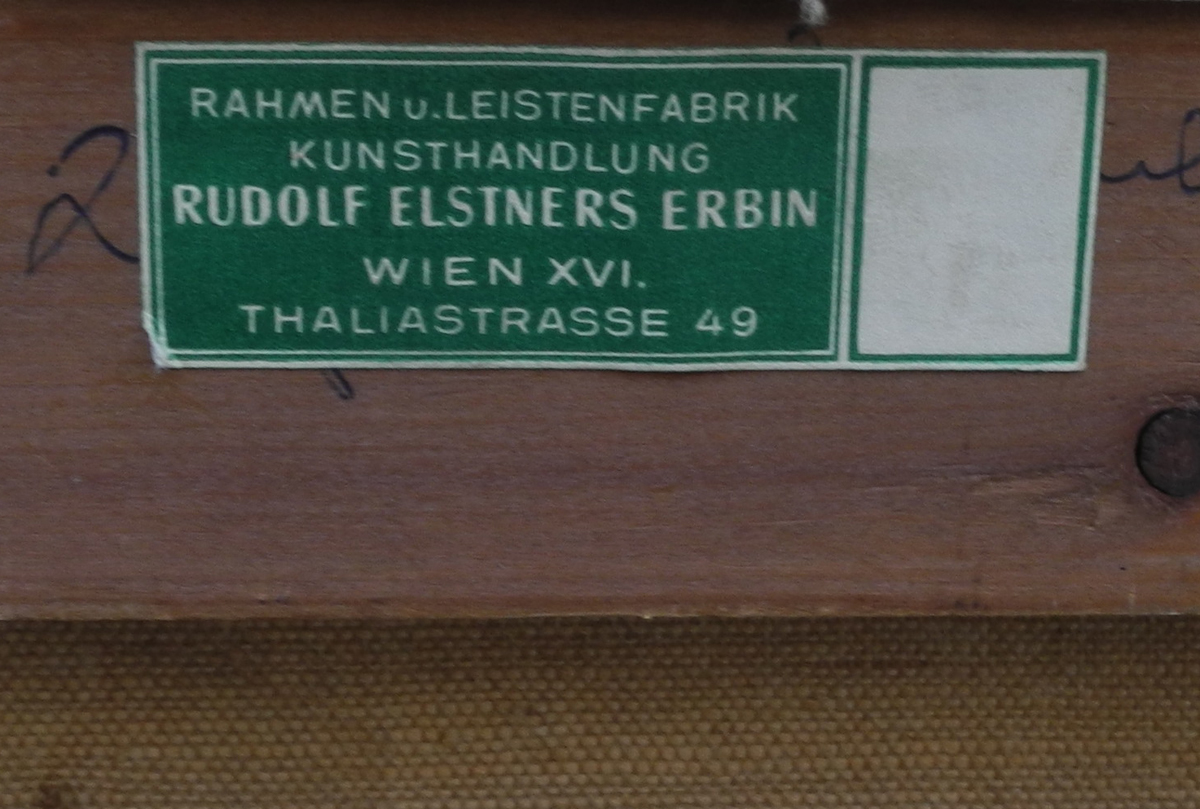 RAHMEN u. LEISTENFABRIK
KUNSTHANDLUNG
RUDOLF ELSTNERS ERBIN
WIEN XVI.
THALIASTRASSE 49